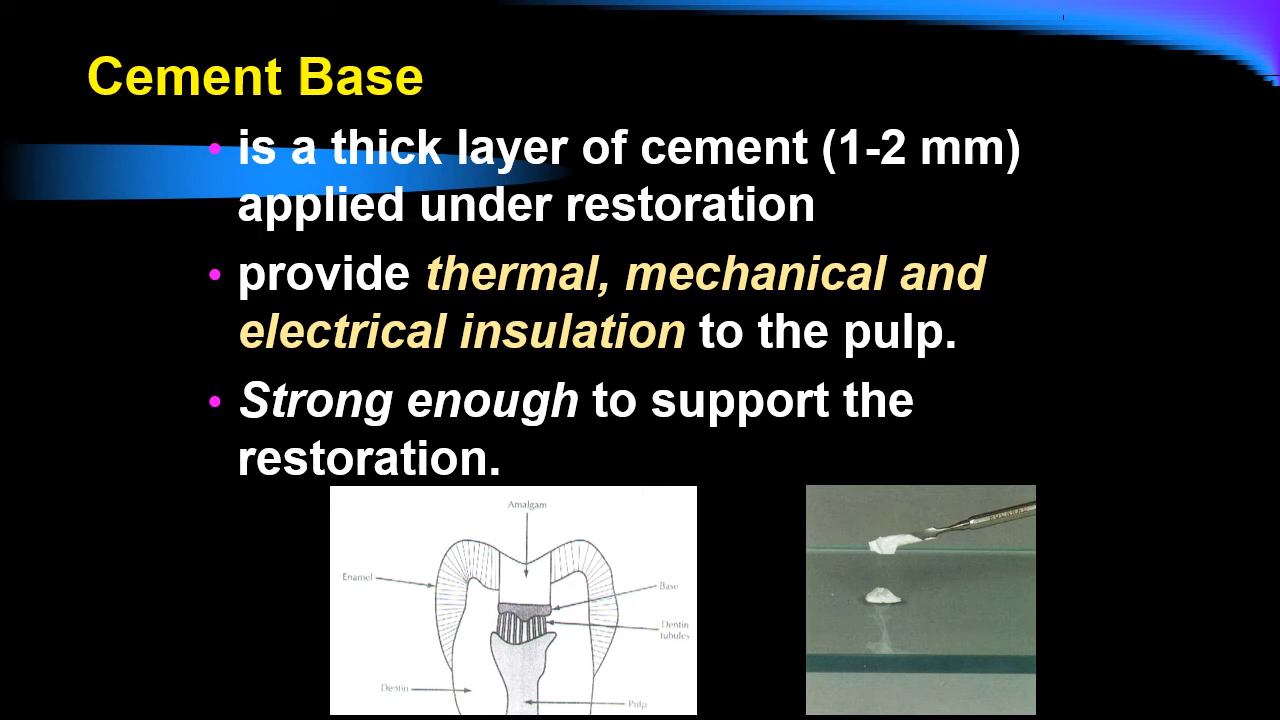 Cement Base
• is a thick layer of cement (1-2 mm)
applied under restoration
• provide thermal, mechanical and
electrical insulation to the pulp.
• Strong enough to support the
restoration.
Amalgam
Enamel
Base
Dentin
tubules
Dentin
Pulp